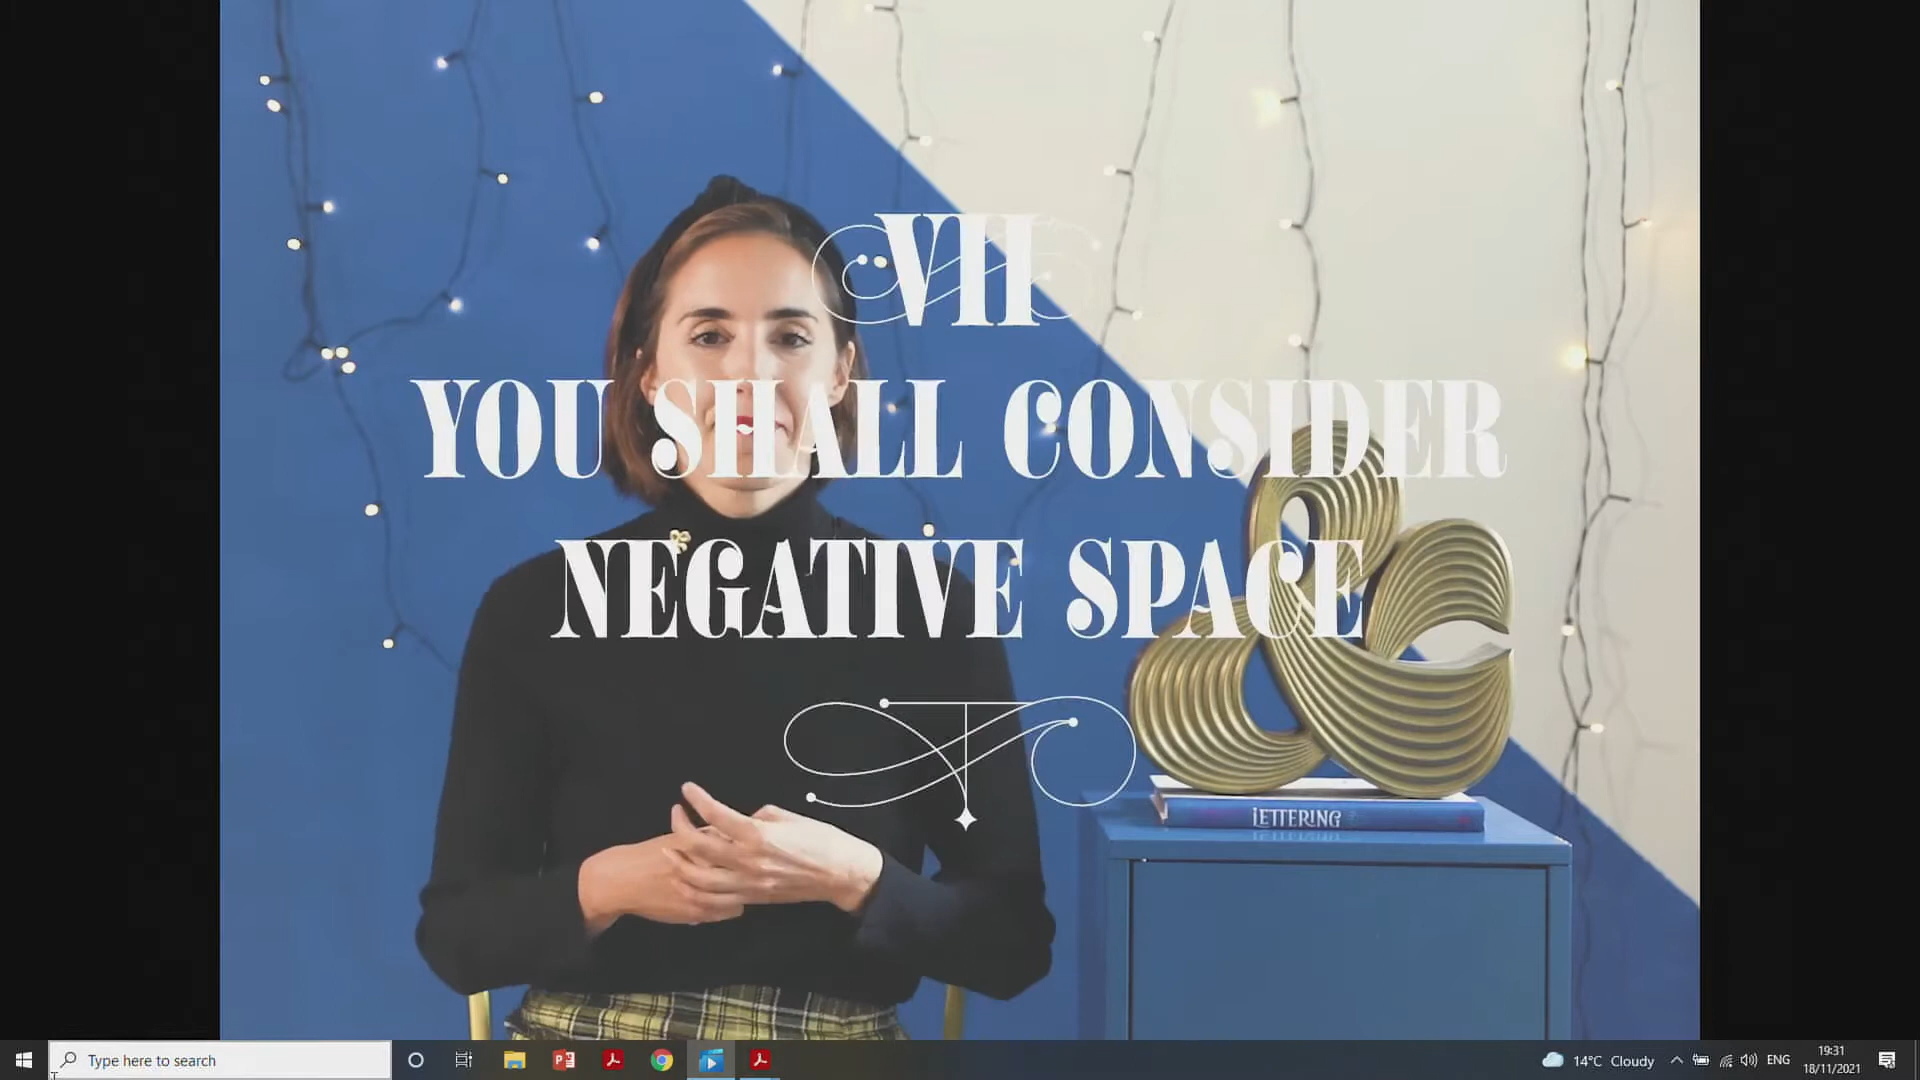 VII
YOU SHALL CONSIDER
NEGATIVE SPACE
LETTERING
Type here to search
14°C Cloudy
ENG
19:31
18/11/2021